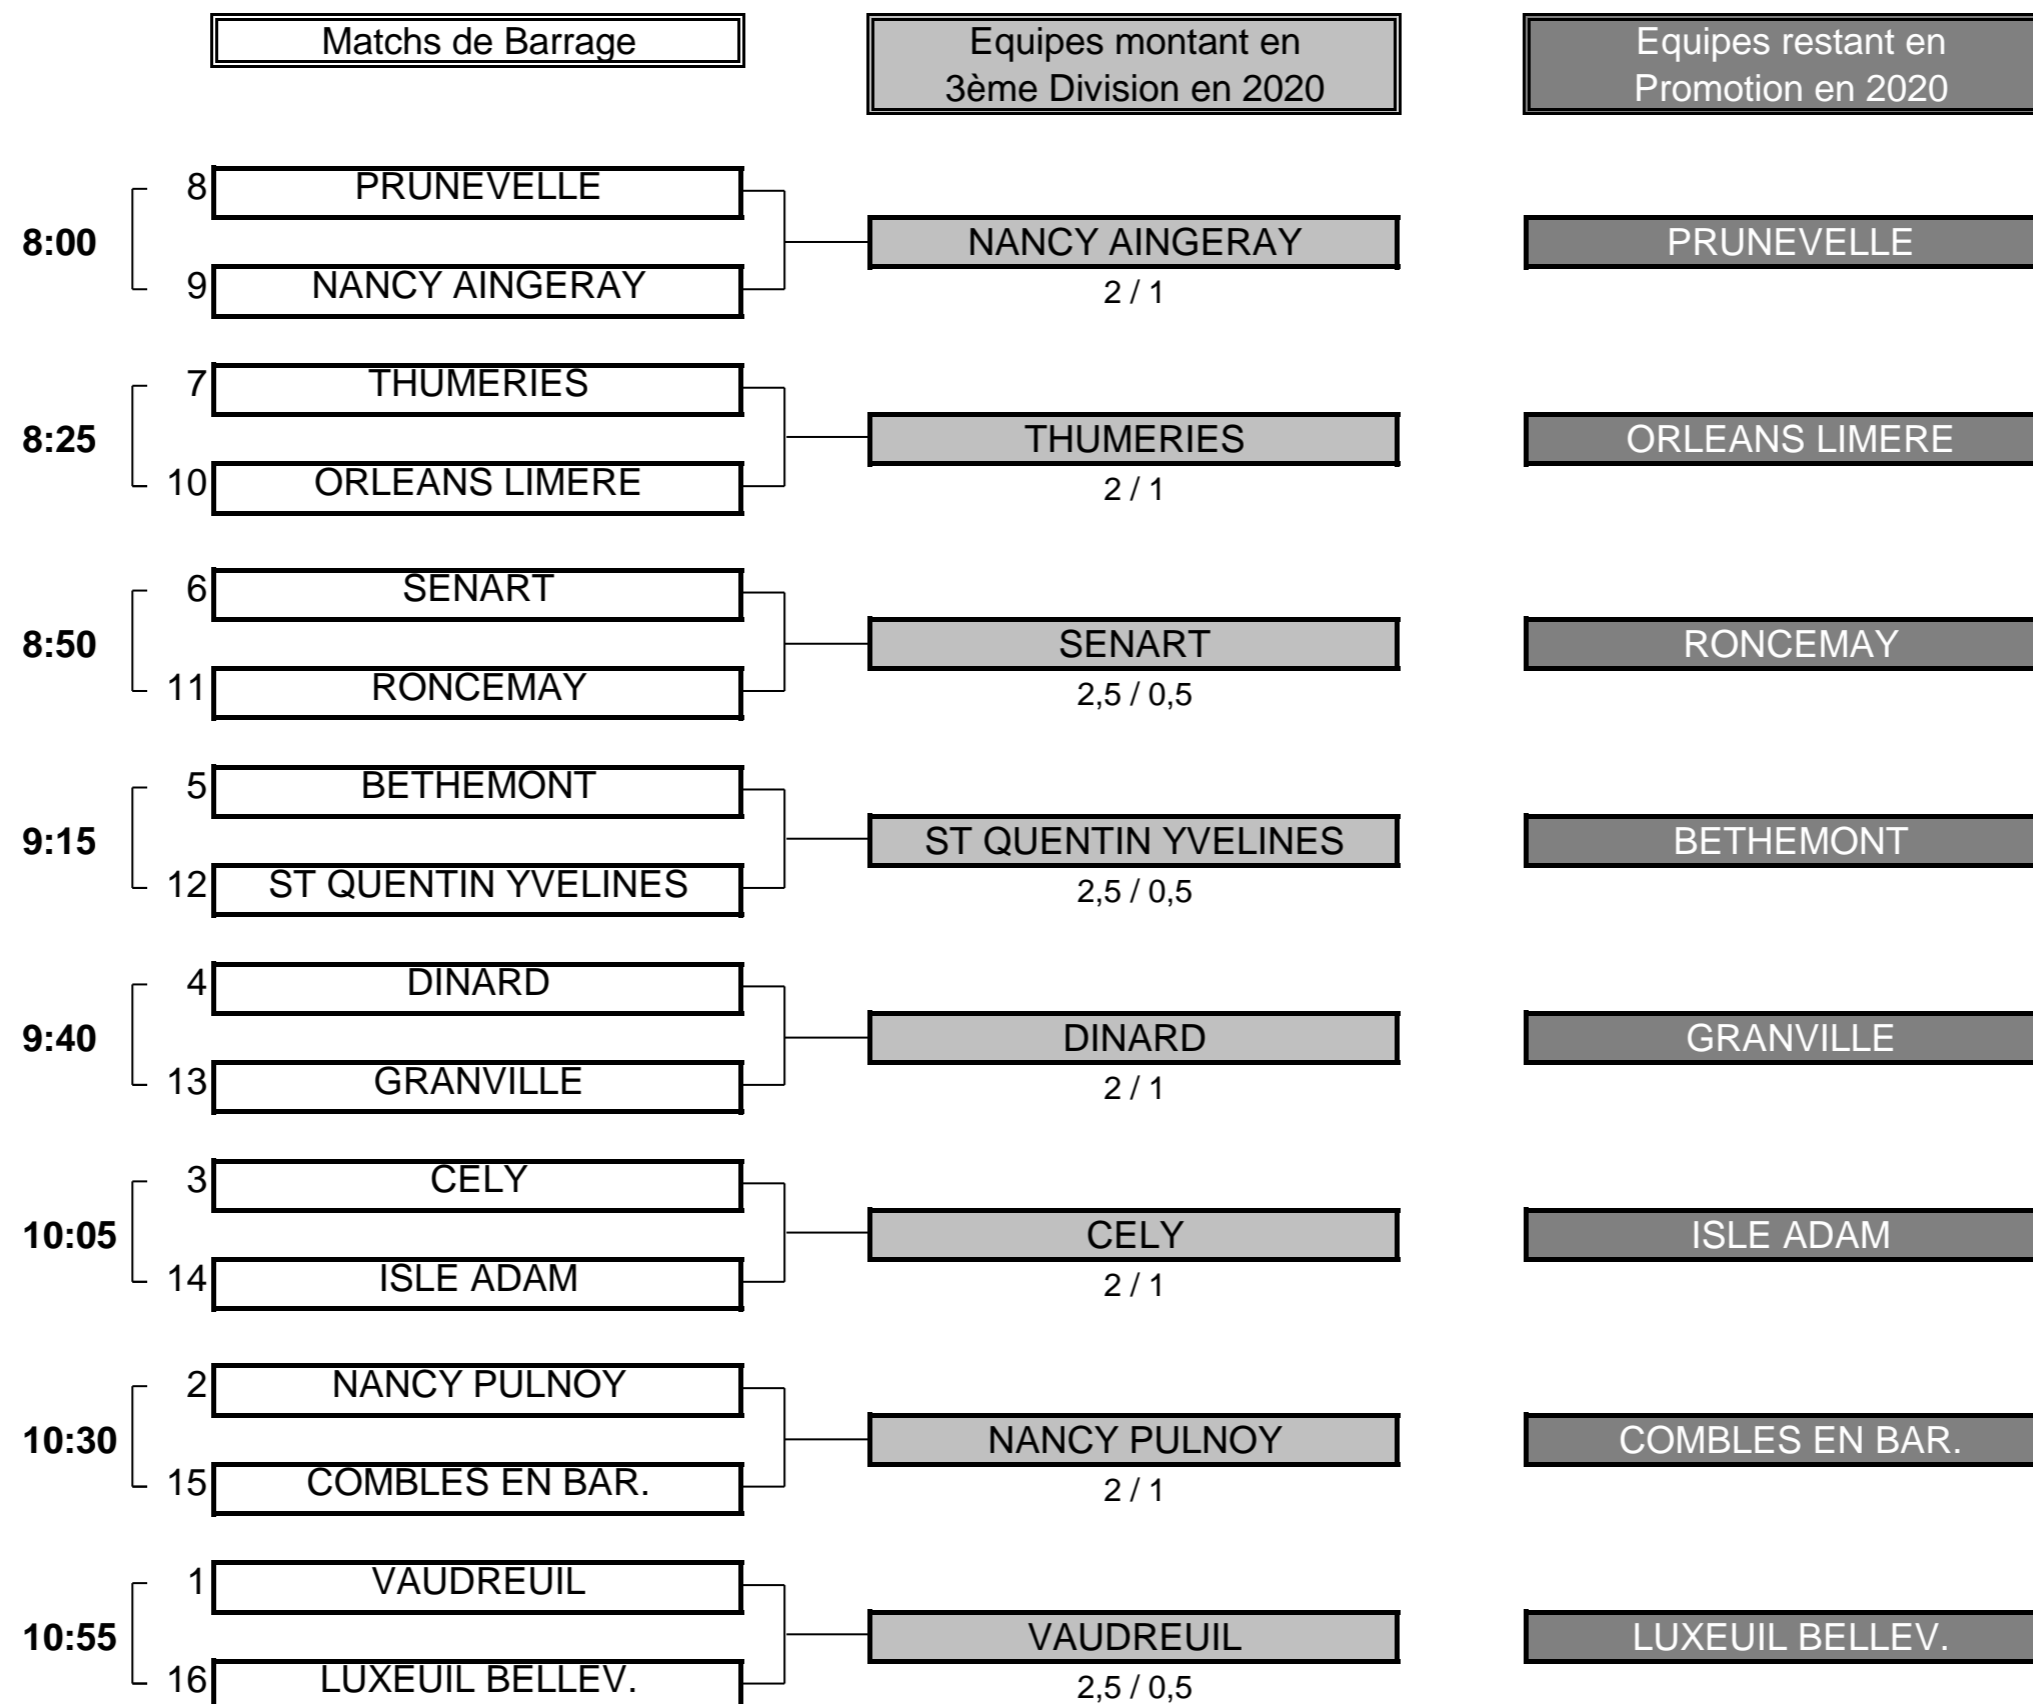 Matchs de Barrage
Equipes montant en
3ème Division en 2020
Equipes restant en
Promotion en 2020
8 PRUNEVELLE
8:00 NANCY AINGERAY PRUNEVELLE
9 NANCY AINGERAY 2 / 1
7 THUMERIES
8:25 THUMERIES ORLEANS LIMERE
10 ORLEANS LIMERE 2 / 1
6 SENART
8:50 SENART RONCEMAY
11 RONCEMAY 2,5 / 0,5
5 BETHEMONT
9:15 ST QUENTIN YVELINES BETHEMONT
12 ST QUENTIN YVELINES 2,5 / 0,5
4 DINARD
9:40 DINARD GRANVILLE
13 GRANVILLE 2 / 1
3 CELY
10:05 CELY ISLE ADAM
14 ISLE ADAM 2 / 1
2 NANCY PULNOY
10:30 NANCY PULNOY COMBLES EN BAR.
15 COMBLES EN BAR. 2 / 1
1 VAUDREUIL
10:55 VAUDREUIL LUXEUIL BELLEV.
16 LUXEUIL BELLEV. 2,5 / 0,5